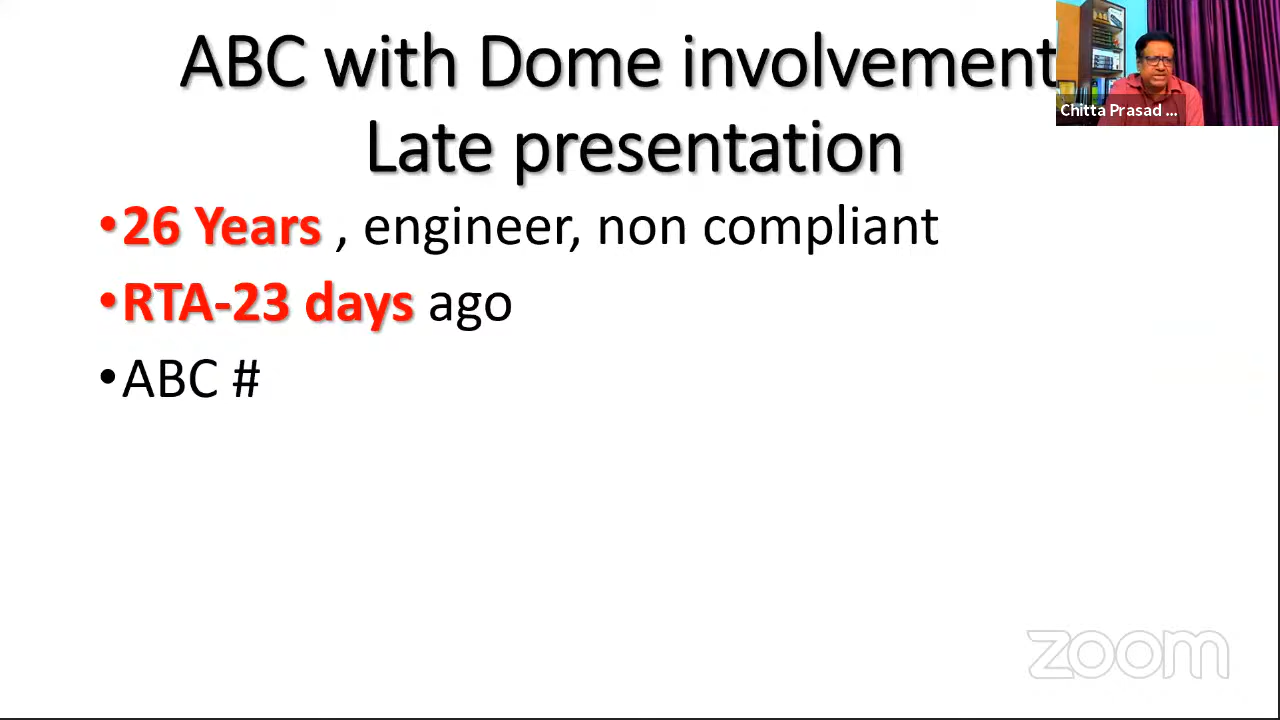 ABC with Dome involvement
Late presentation
Chitta Prasad ...
•26 Years , engineer, non compliant
•RTA-23 days ago
•ABC #
zoom